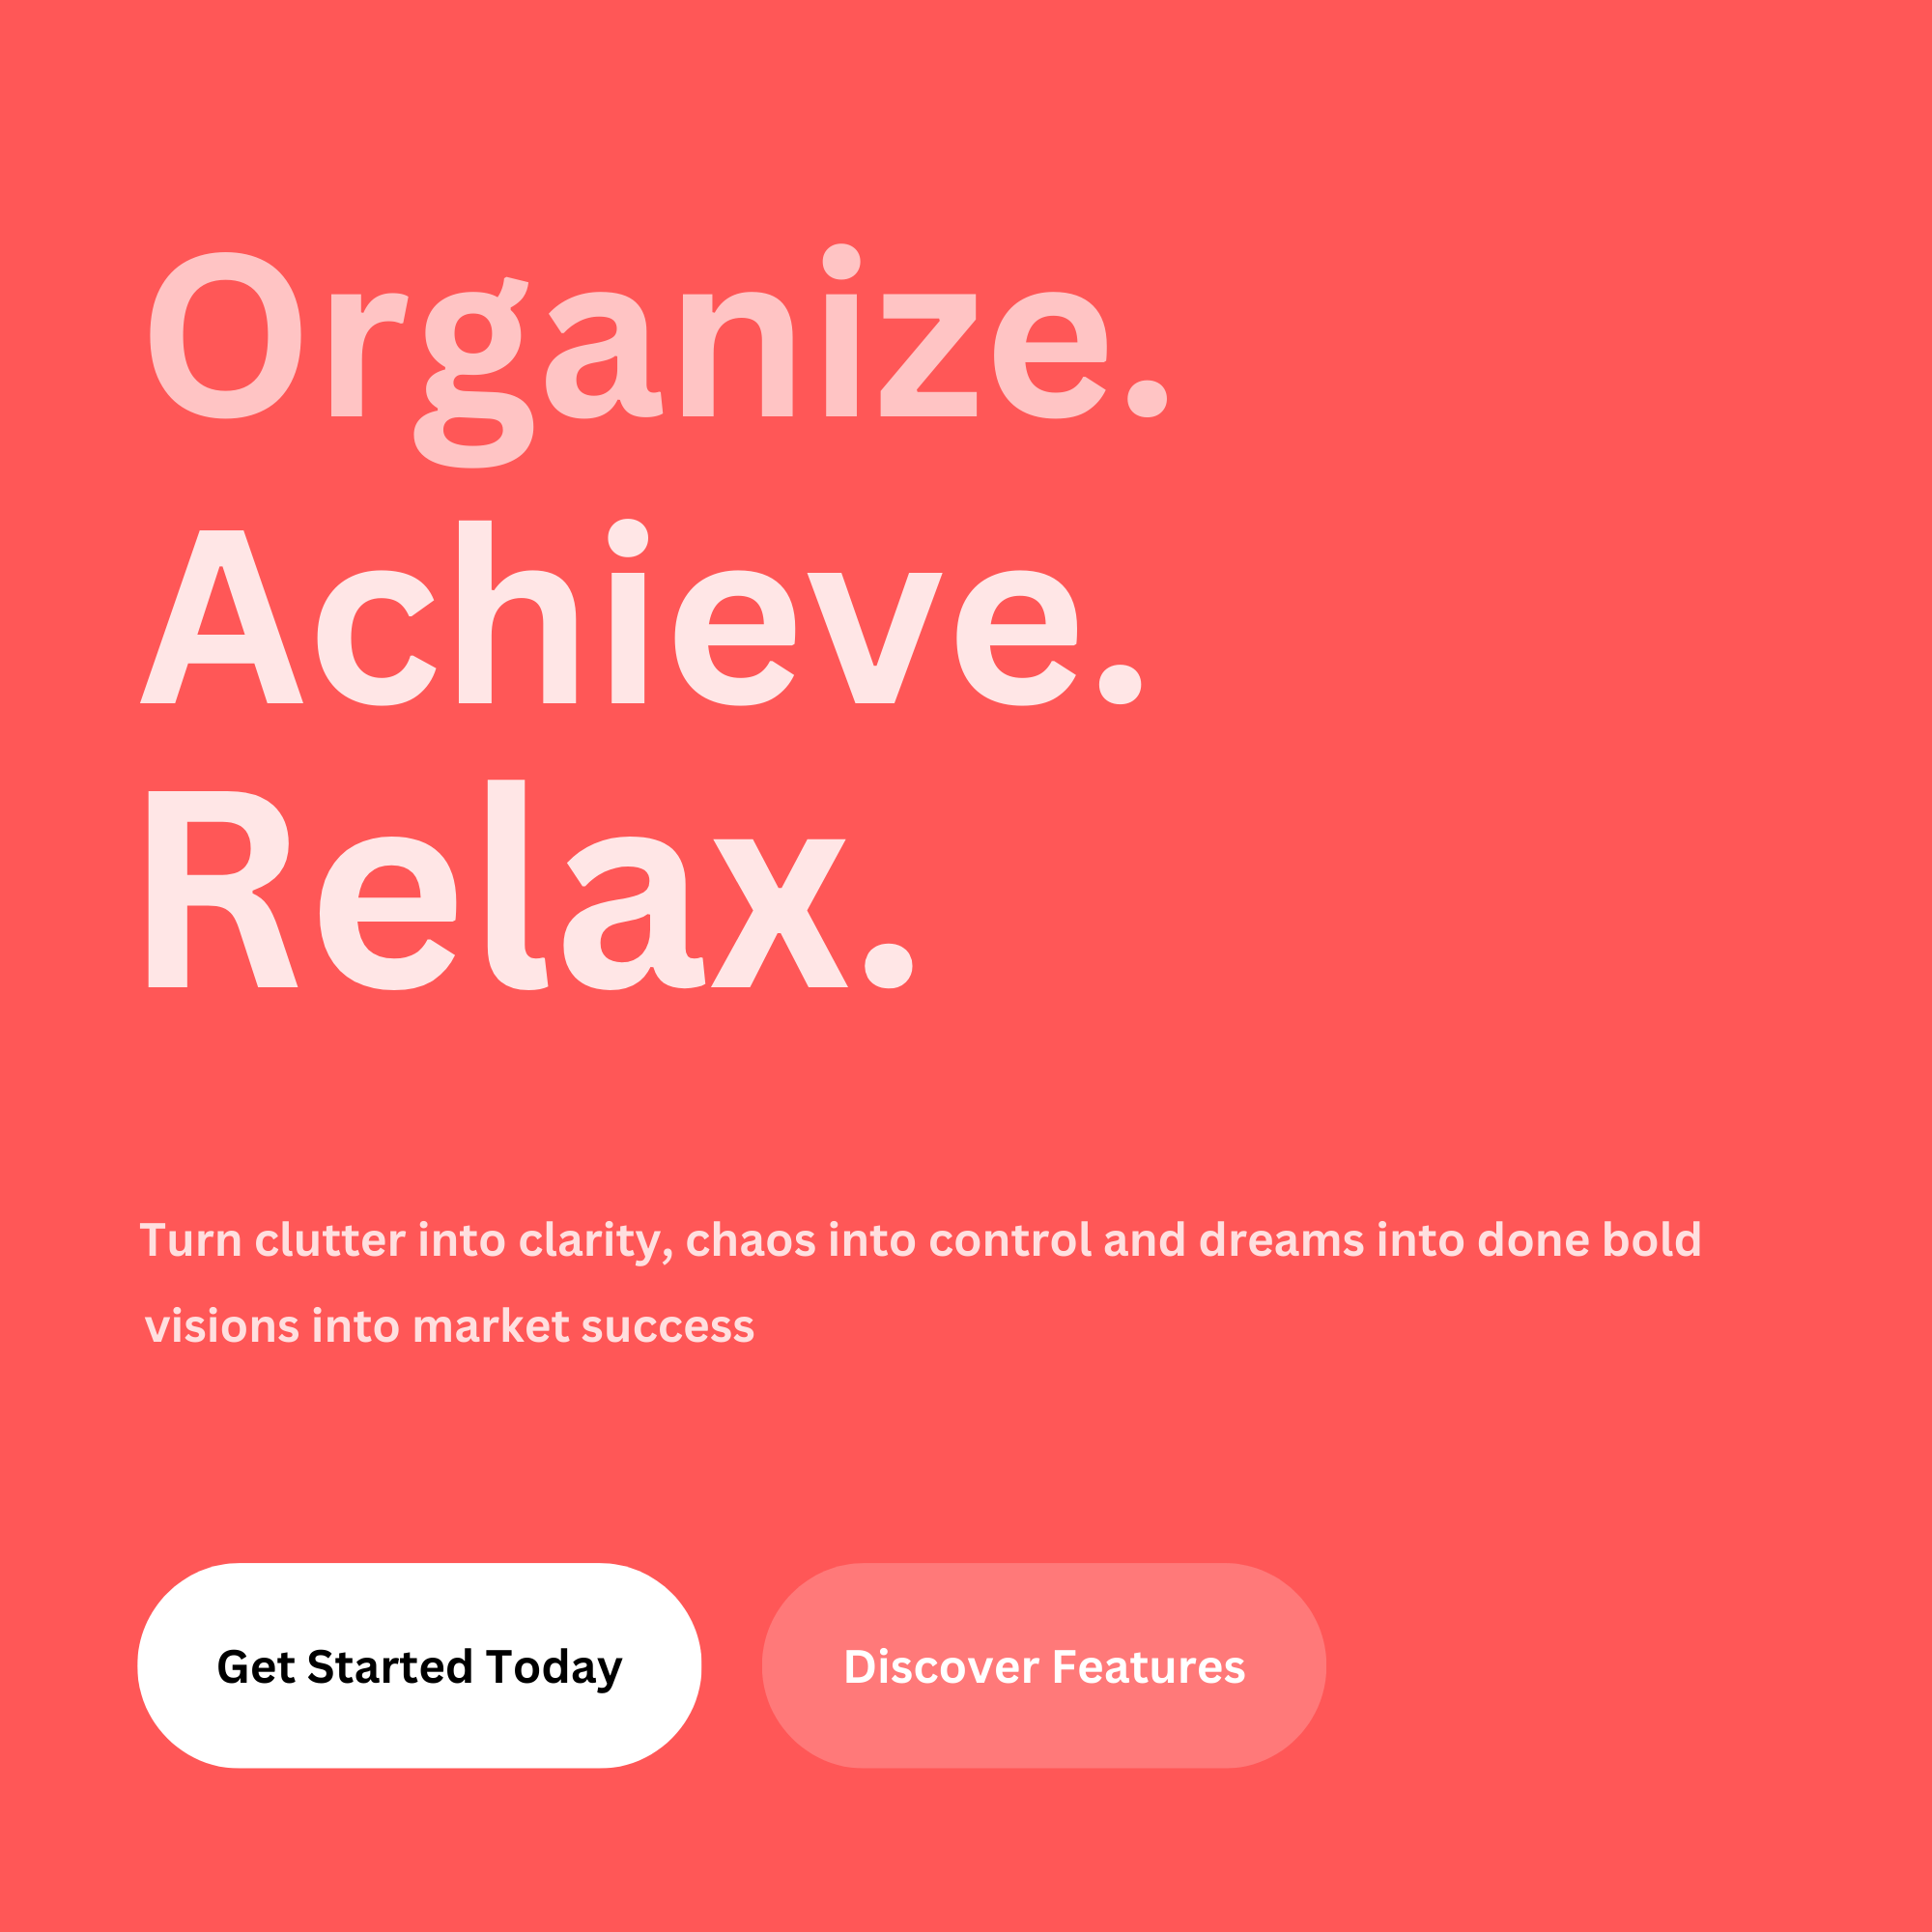 Organize.
Achieve.
Relax.
Turn clutter into clarity, chaos into control and dreams into done bold
visions into market success
Get Started Today
Discover Features